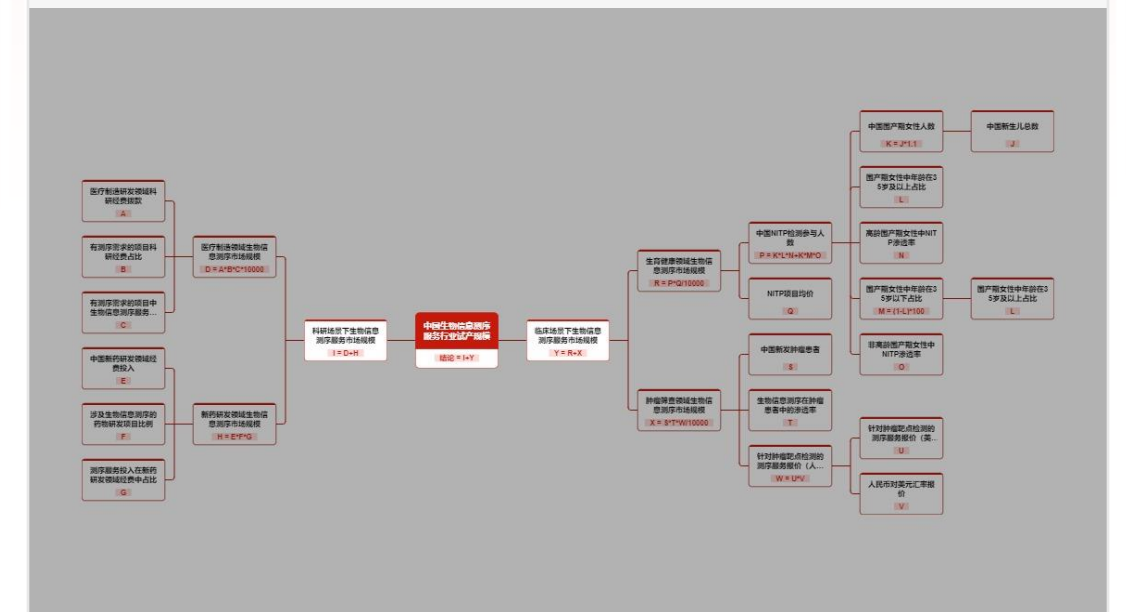 医疗制造研发领域科
研经费拨款
A
有测序需求的项目科
研经费占比
B
有测序需求的项目中
生物信息测序服务...
C
中国新药研发领域经
费投入
E
涉及生物信息测序的
药物研发项目比例
F
测序服务投入在新药
研发领域经费中占比
G
医疗制造领域生物信
息测序市场规模
D = A*B*C*10000
新药研发领域生物信
息测序市场规模
H = E*F*G
科研场景下生物信息
测序服务市场规模
I = D+H
中国生物信息测序
服务行业试产规模
结论 = I+Y
临床场景下生物信息
测序服务市场规模
Y = R+X
生育健康领域生物信
息测序市场规模
R = P*Q/10000
肿瘤筛查领域生物信
息测序市场规模
X = S*T*W/10000
中国NITP检测参与人
数
P = K*L*N+K*M*O
NITP项目均价
Q
中国新发肿瘤患者
S
生物信息测序在肿瘤
患者中的渗透率
T
针对肿瘤靶点检测的
测序服务报价（人...
W = U*V
中国围产期女性人数
K = J*1.1
围产期女性中年龄在3
5岁及以上占比
L
高龄围产期女性中NIT
P渗透率
N
围产期女性中年龄在3
5岁以下占比
M = (1-L)*100
非高龄围产期女性中
NITP渗透率
O
针对肿瘤靶点检测的
测序服务报价（美...
U
人民币对美元汇率报
价
V
中国新生儿总数
J
围产期女性中年龄在3
5岁及以上占比
L